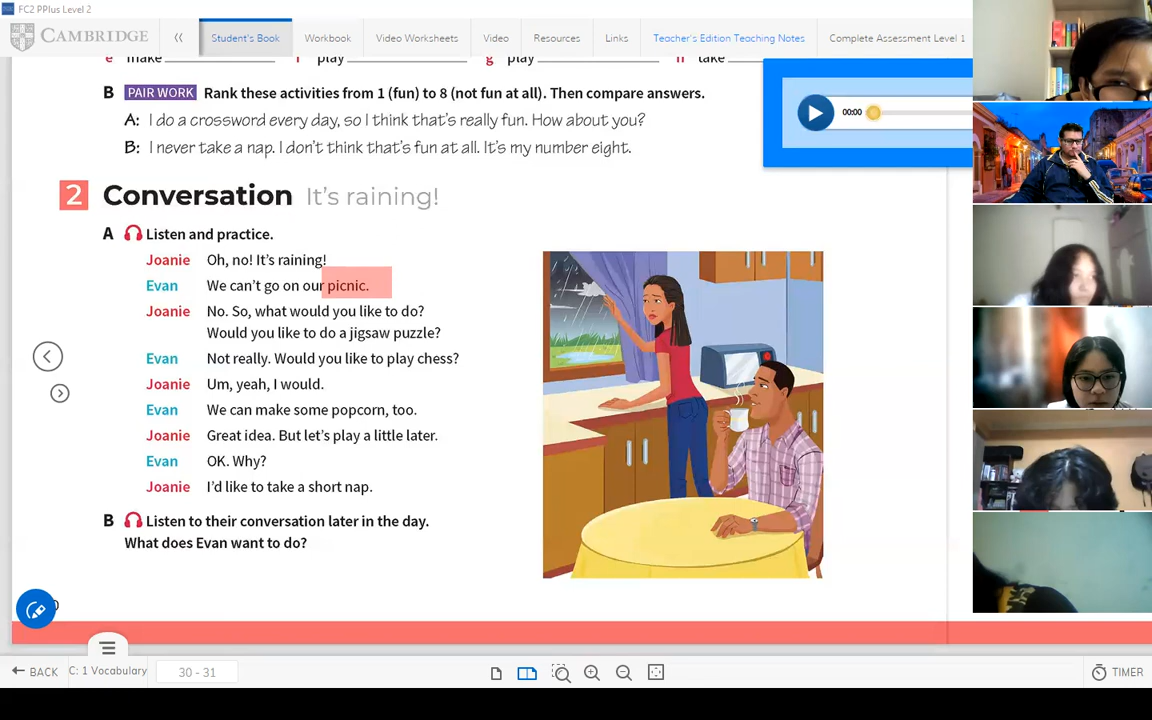 FC2 PPlus Level 2
CAMBRIDGE
Student's Book
Workbook
Video Worksheets
Video
Resources
Links
Teacher's Edition Teaching Notes
Complete Assessment Level 1
e make
play
g play
take
B PAIR WORK Rank these activities from 1 (fun) to 8 (not fun at all). Then compare answers.
A: I do a crossword every day, so I think that's really fun. How about you?
B: I never take a nap. I don't think that's fun at all. It's my number eight.
00:00
2 Conversation It's raining!
A Listen and practice.
Joanie Oh, no! It's raining!
Evan We can't go on our picnic.
Joanie No. So, what would you like to do?
Would you like to do a jigsaw puzzle?
Evan Not really. Would you like to play chess?
Joanie Um, yeah, I would.
Evan We can make some popcorn, too.
Joanie Great idea. But let's play a little later.
Evan OK. Why?
Joanie I'd like to take a short nap.
B Listen to their conversation later in the day.
What does Evan want to do?
BACK
C: 1 Vocabulary
30 - 31
TIMER